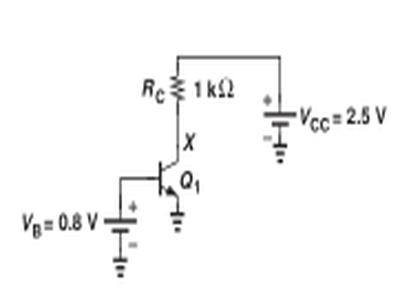 R_C 1 kΩ
+
V_CC = 2.5 V
-
X
Q_1
V_B = 0.8 V
+
-